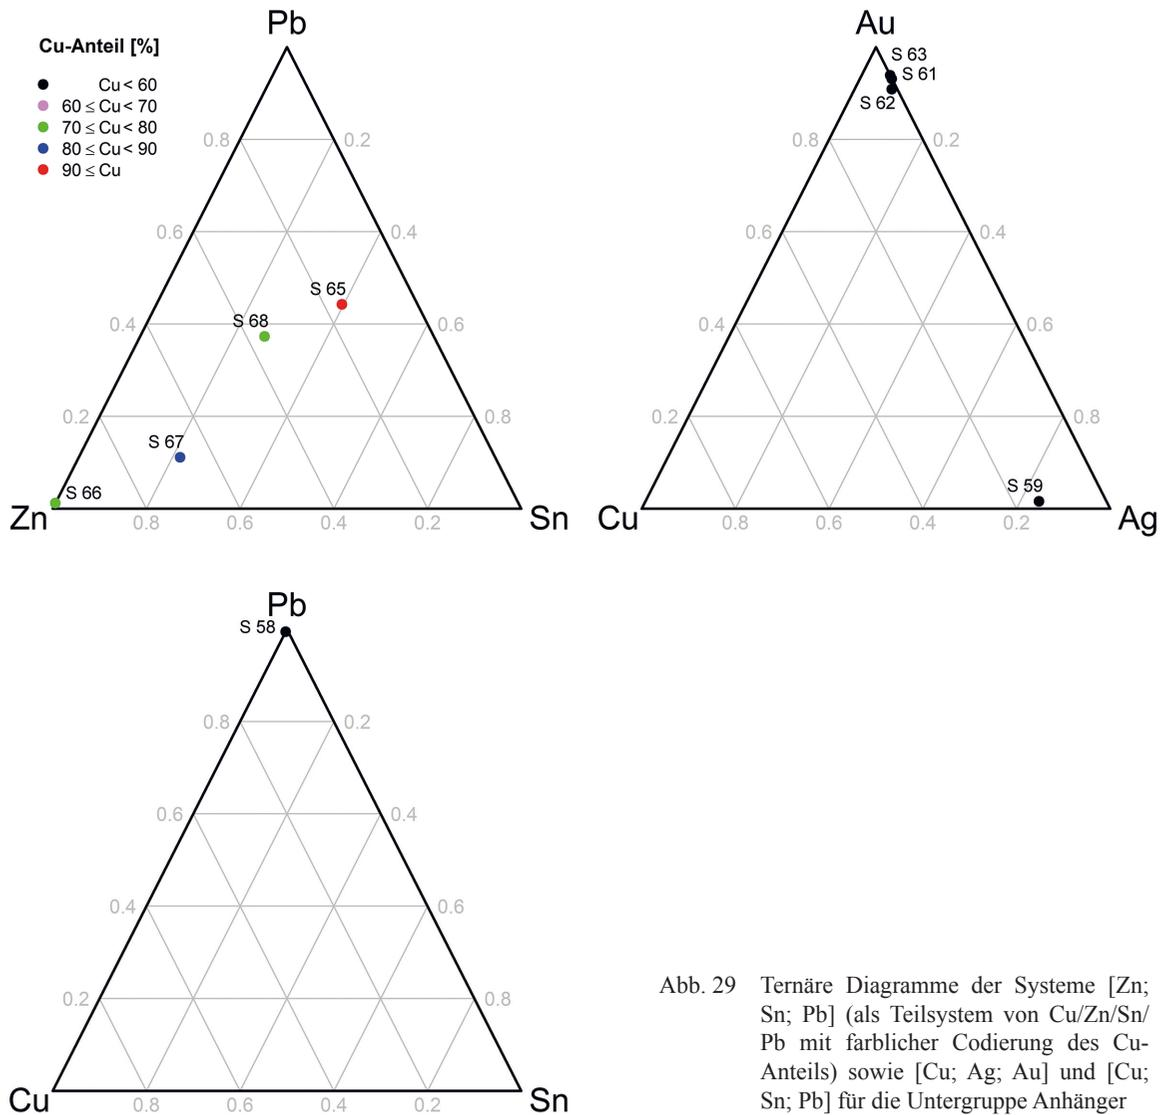 Pb
Cu-Anteil [%]
Cu < 60
60 ≤ Cu < 70
70 ≤ Cu < 80
80 ≤ Cu < 90
90 ≤ Cu
0.8 0.2
0.6 0.4
S 65
S 68
0.4 0.6
0.2 0.8
S 67
S 66
Zn 0.8 0.6 0.4 0.2 Sn
Au
S 63
S 61
S 62
0.8 0.2
0.6 0.4
0.4 0.6
0.2 0.8
S 59
Cu 0.8 0.6 0.4 0.2 Ag
Pb
S 58
0.8 0.2
0.6 0.4
0.4 0.6
0.2 0.8
Cu 0.8 0.6 0.4 0.2 Sn
Abb. 29 Ternäre Diagramme der Systeme [Zn;
Sn; Pb] (als Teilsystem von Cu/Zn/Sn/
Pb mit farblicher Codierung des Cu-
Anteils) sowie [Cu; Ag; Au] und [Cu;
Sn; Pb] für die Untergruppe Anhänger